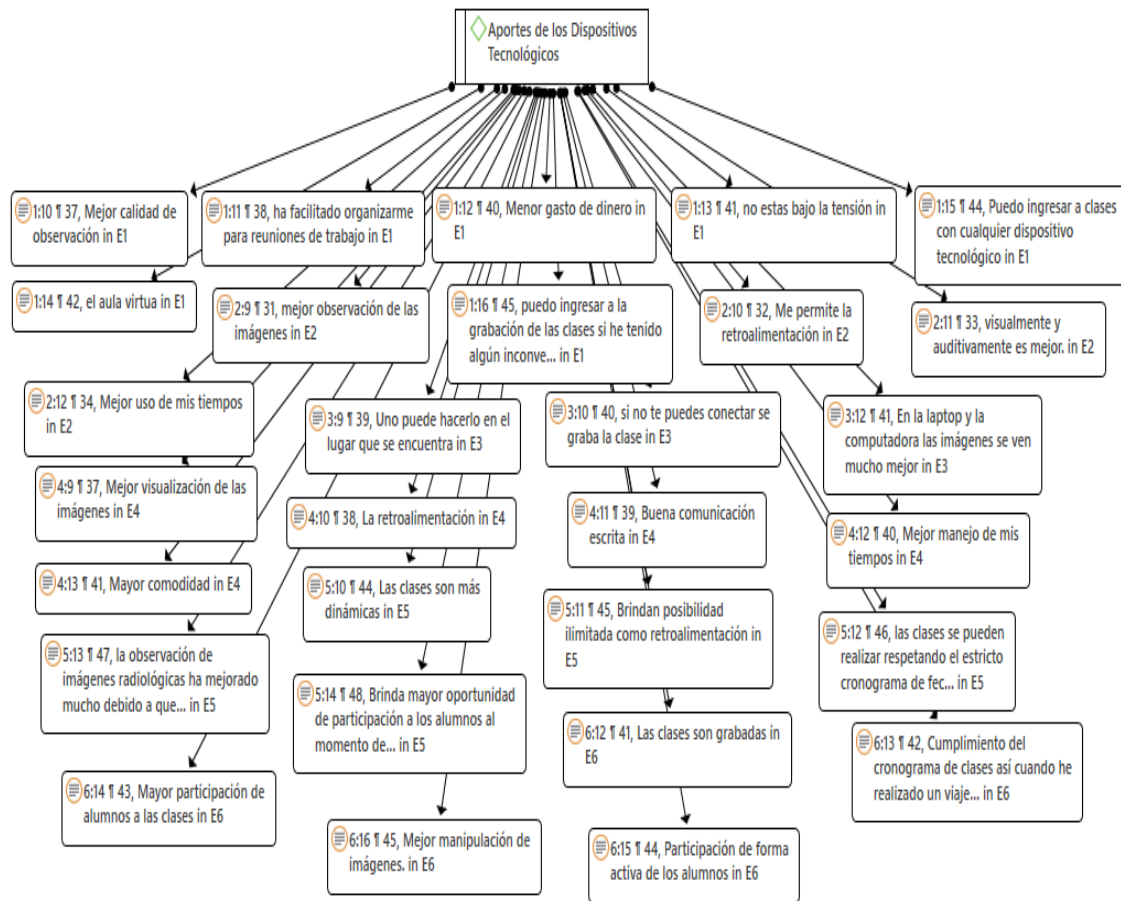 Aportes de los Dispositivos
Tecnológicos
1:10 ¶ 37, Mejor calidad de
observación in E1
1:11 ¶ 38, ha facilitado organizarme
para reuniones de trabajo in E1
1:12 ¶ 40, Menor gasto de dinero in
E1
1:13 ¶ 41, no estas bajo la tensión in
E1
1:15 ¶ 44, Puedo ingresar a clases
con cualquier dispositivo
tecnológico in E1
1:14 ¶ 42, el aula virtua in E1
2:9 ¶ 31, mejor observación de las
imágenes in E2
1:16 ¶ 45, puedo ingresar a la
grabación de las clases si he tenido
algún inconve... in E1
2:10 ¶ 32, Me permite la
retroalimentación in E2
2:11 ¶ 33, visualmente y
auditivamente es mejor. in E2
2:12 ¶ 34, Mejor uso de mis tiempos
in E2
3:9 ¶ 39, Uno puede hacerlo en el
lugar que se encuentra in E3
3:10 ¶ 40, si no te puedes conectar se
graba la clase in E3
3:12 ¶ 41, En la laptop y la
computadora las imágenes se ven
mucho mejor in E3
4:9 ¶ 37, Mejor visualización de las
imágenes in E4
4:10 ¶ 38, La retroalimentación in E4
4:11 ¶ 39, Buena comunicación
escrita in E4
4:12 ¶ 40, Mejor manejo de mis
tiempos in E4
4:13 ¶ 41, Mayor comodidad in E4
5:10 ¶ 44, Las clases son más
dinámicas in E5
5:11 ¶ 45, Brindan posibilidad
ilimitada como retroalimentación in
E5
5:12 ¶ 46, las clases se pueden
realizar respetando el estricto
cronograma de fec... in E5
5:13 ¶ 47, la observación de
imágenes radiológicas ha mejorado
mucho debido a que... in E5
5:14 ¶ 48, Brinda mayor oportunidad
de participación a los alumnos al
momento de... in E5
6:12 ¶ 41, Las clases son grabadas in
E6
6:13 ¶ 42, Cumplimiento del
cronograma de clases así cuando he
realizado un viaje... in E6
6:14 ¶ 43, Mayor participación de
alumnos a las clases in E6
6:16 ¶ 45, Mejor manipulación de
imágenes. in E6
6:15 ¶ 44, Participación de forma
activa de los alumnos in E6